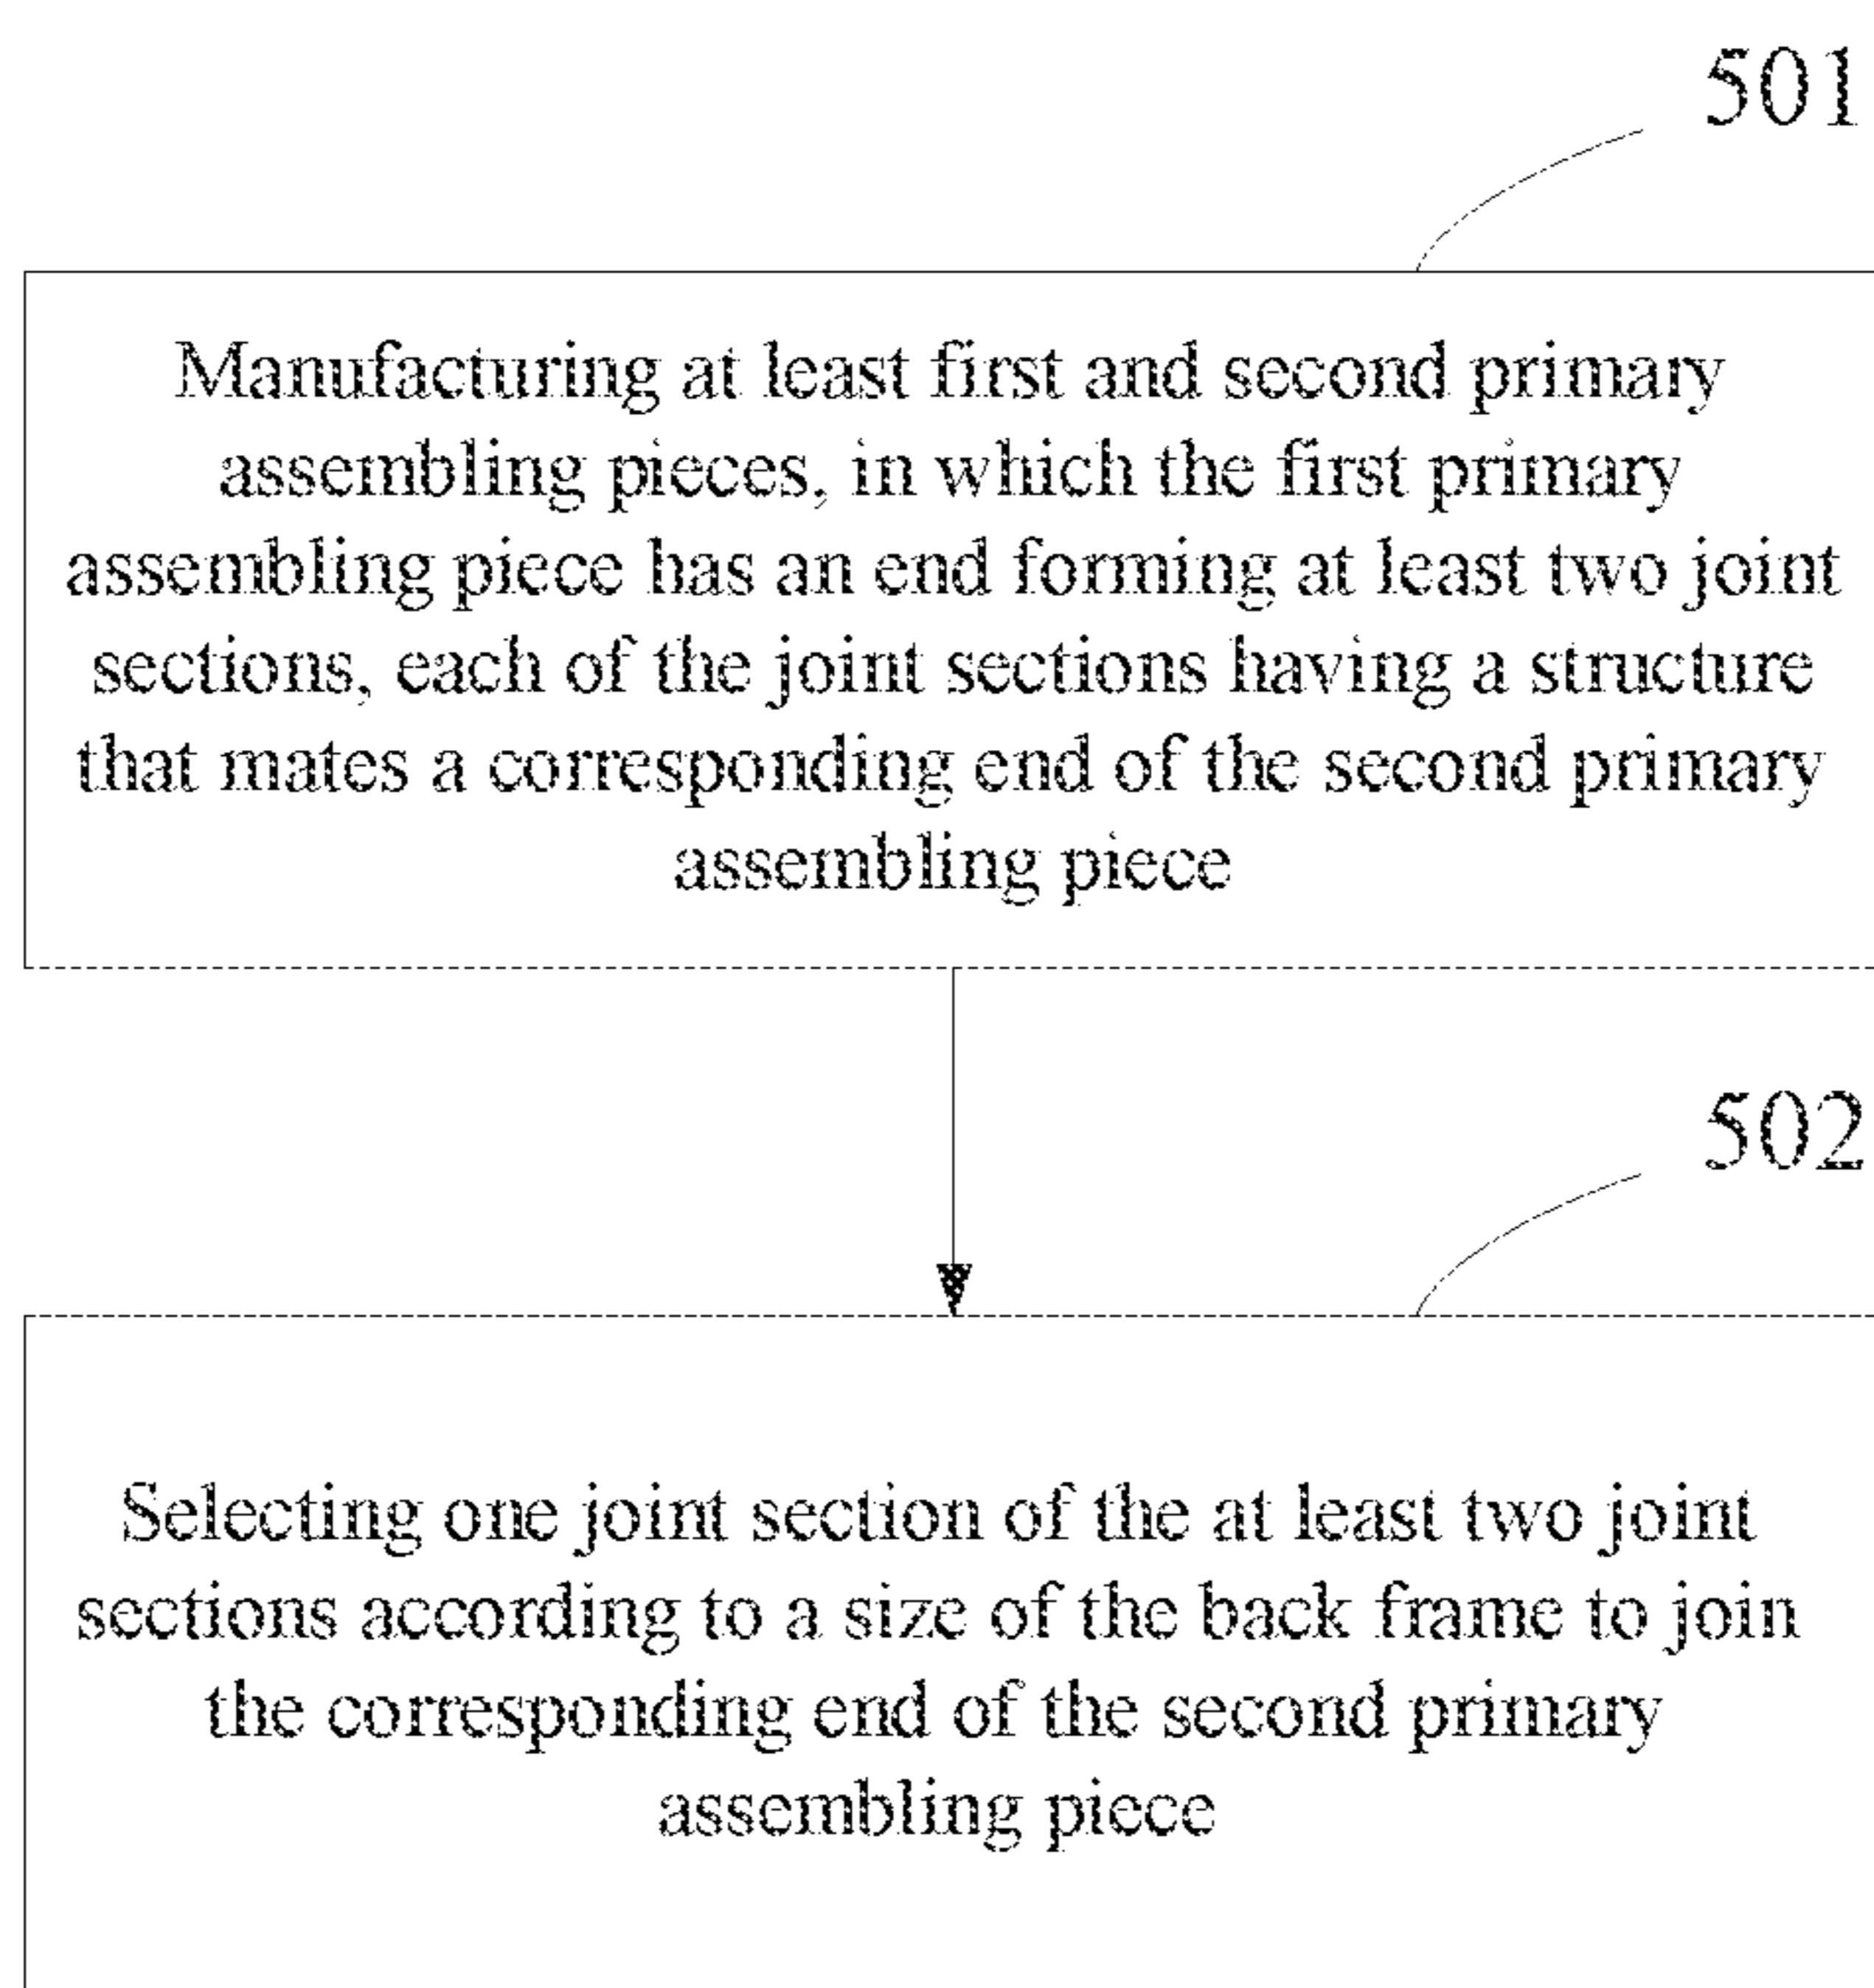 501
Manufacturing at least first and second primary
assembling pieces, in which the first primary
assembling piece has an end forming at least two joint
sections, each of the joint sections having a structure
that mates a corresponding end of the second primary
assembling piece
502
Selecting one joint section of the at least two joint
sections according to a size of the back frame to join
the corresponding end of the second primary
assembling piece